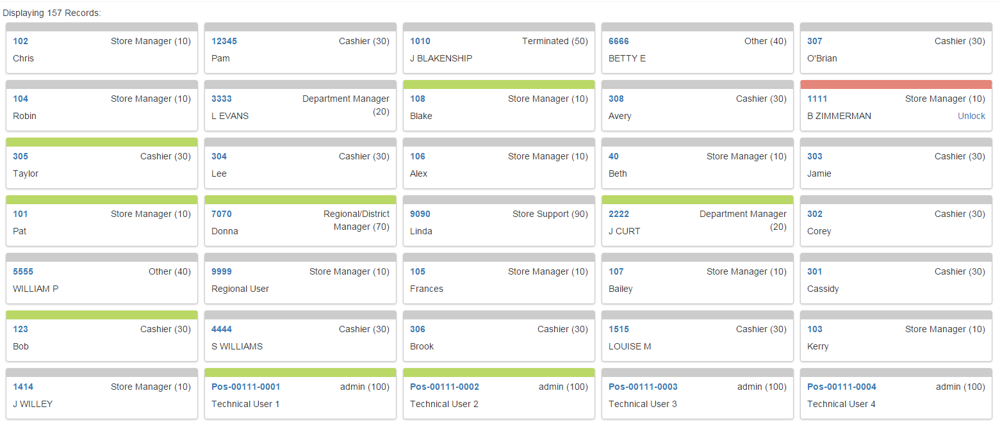 Displaying 157 Records:
102 Store Manager (10)
Chris
12345 Cashier (30)
Pam
1010 Terminated (50)
J BLAKENSHIP
6666 Other (40)
BETTY E
307 Cashier (30)
O'Brian
104 Store Manager (10)
Robin
3333 Department Manager
(20)
L EVANS
108 Store Manager (10)
Blake
308 Cashier (30)
Avery
1111 Store Manager (10)
B ZIMMERMAN Unlock
305 Cashier (30)
Taylor
304 Cashier (30)
Lee
106 Store Manager (10)
Alex
40 Store Manager (10)
Beth
303 Cashier (30)
Jamie
101 Store Manager (10)
Pat
7070 Regional/District
Manager (70)
Donna
9090 Store Support (90)
Linda
2222 Department Manager
(20)
J CURT
302 Cashier (30)
Corey
5555 Other (40)
WILLIAM P
9999 Store Manager (10)
Regional User
105 Store Manager (10)
Frances
107 Store Manager (10)
Bailey
301 Cashier (30)
Cassidy
123 Cashier (30)
Bob
4444 Cashier (30)
S WILLIAMS
306 Cashier (30)
Brook
1515 Cashier (30)
LOUISE M
103 Store Manager (10)
Kerry
1414 Store Manager (10)
J WILLEY
Pos-00111-0001 admin (100)
Technical User 1
Pos-00111-0002 admin (100)
Technical User 2
Pos-00111-0003 admin (100)
Technical User 3
Pos-00111-0004 admin (100)
Technical User 4